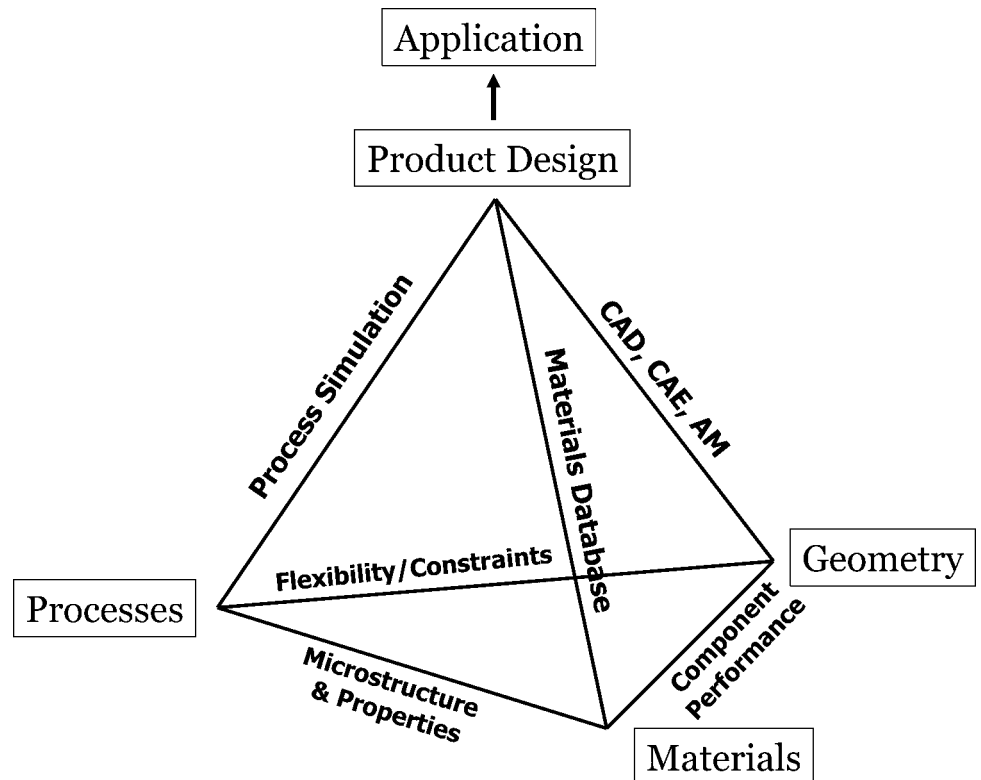 Application
Product Design
Process Simulation
CAD, CAE, AM
Materials Database
Flexibility/Constraints
Geometry
Processes
Microstructure
& Properties
Component
Performance
Materials